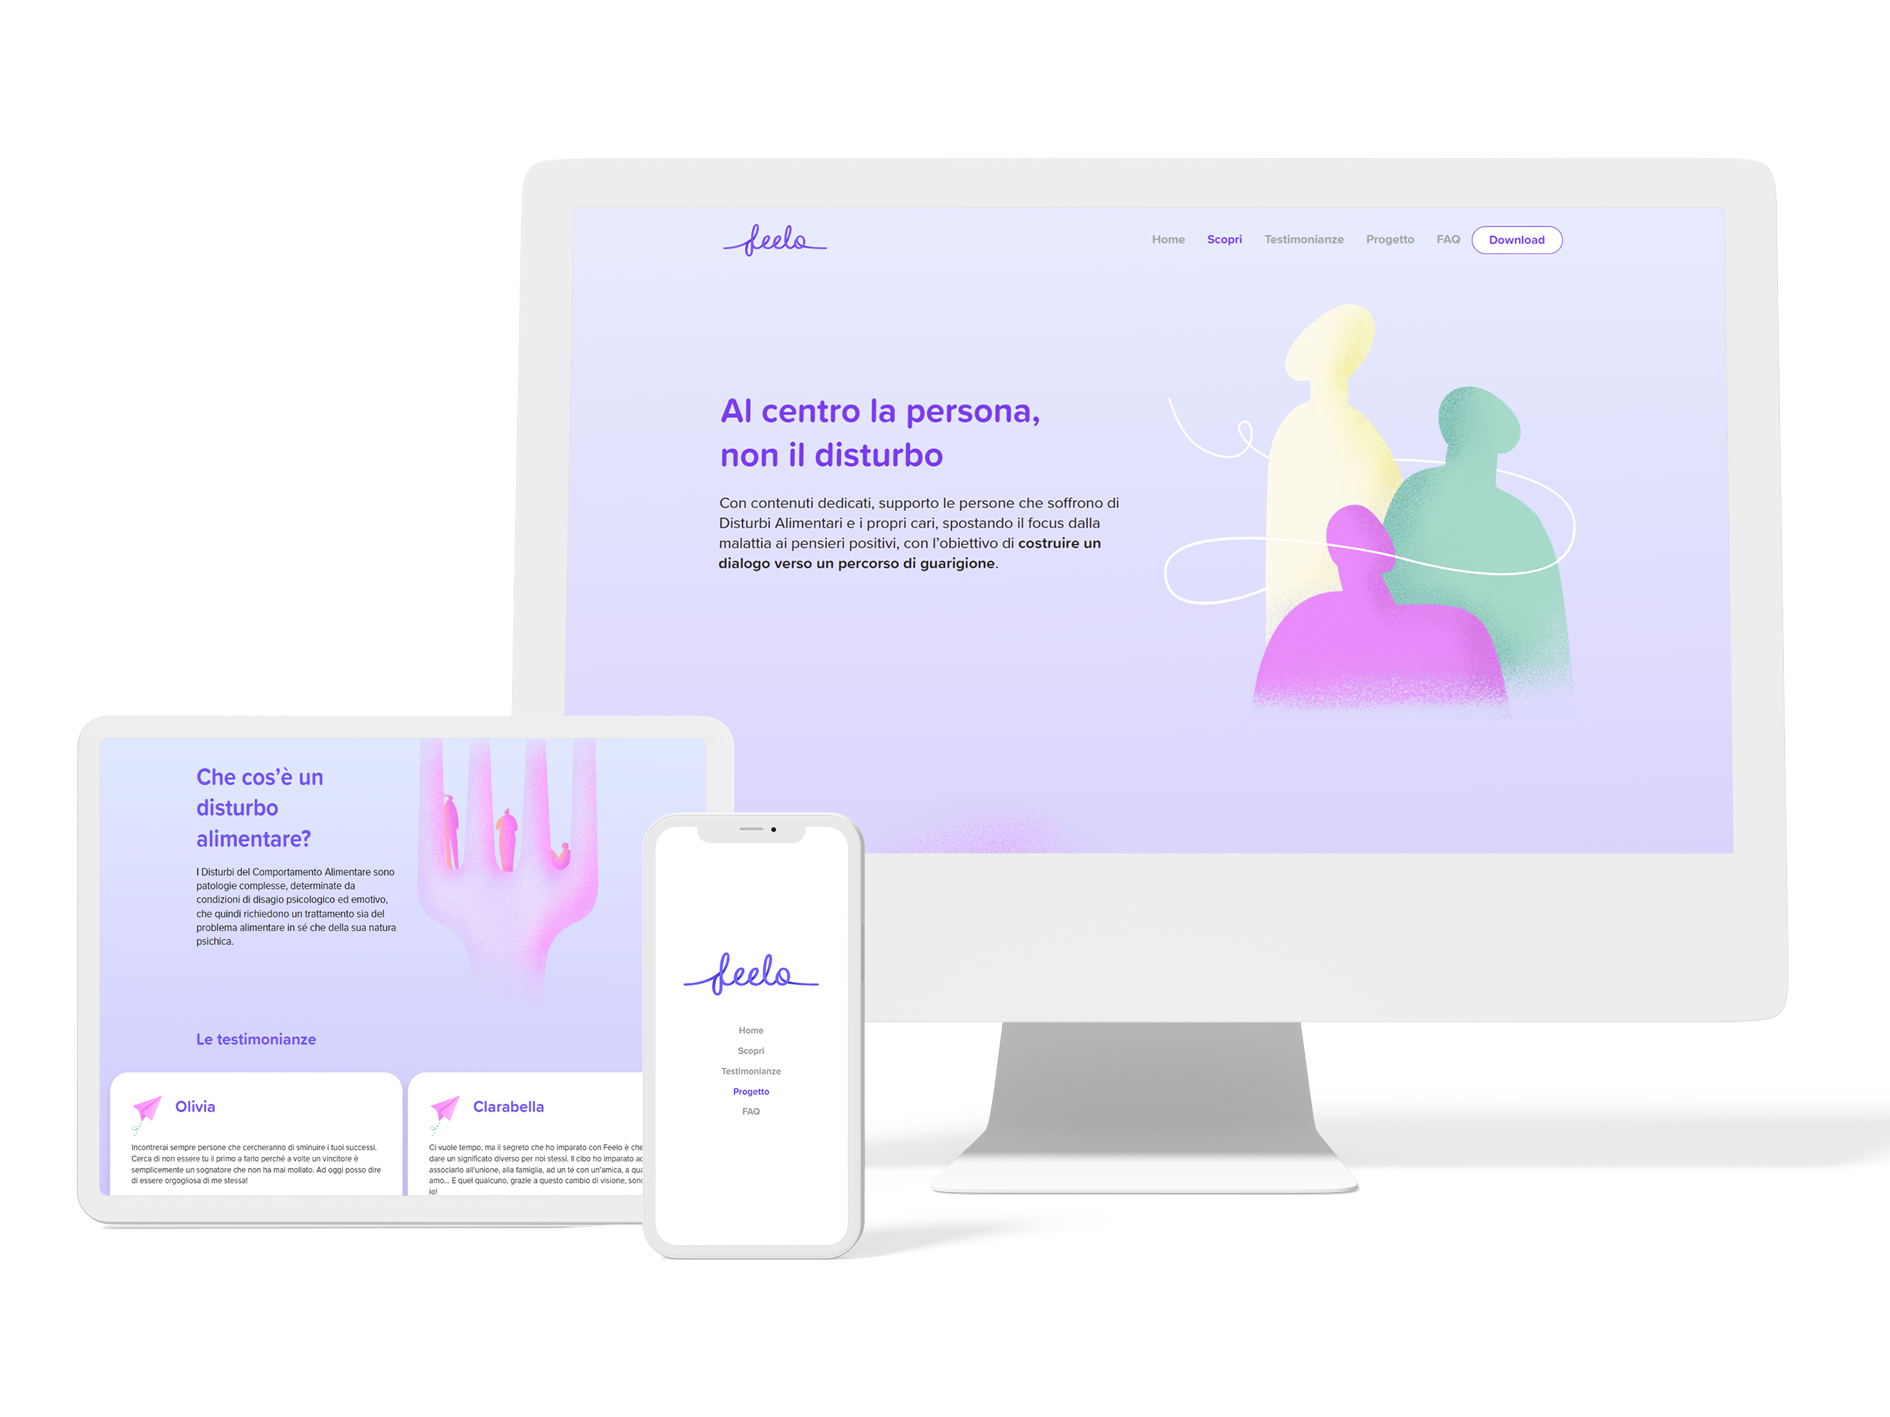 feelo
Home Scopri Testimonianze Progetto FAQ Download
Al centro la persona,
non il disturbo
Con contenuti dedicati, supporto le persone che soffrono di
Disturbi Alimentari e i propri cari, spostando il focus dalla
malattia ai pensieri positivi, con l'obiettivo di costruire un
dialogo verso un percorso di guarigione.
Che cos'è un
disturbo
alimentare?
I Disturbi del Comportamento Alimentare sono
patologie complesse, determinate da
condizioni di disagio psicologico ed emotivo,
che quindi richiedono un trattamento sia del
problema alimentare in sé che della sua natura
psichica.
Le testimonianze
Olivia
Incontrerai sempre persone che cercheranno di sminuire i tuoi successi.
Cerca di non essere tu il primo a farlo perché a volte un vincitore è
semplicemente un sognatore che non ha mai mollato. Ad oggi posso dire
di essere orgogliosa di me stessa!
Clarabella
Ci vuole tempo, ma il segreto che ho imparato con Feelo è che
dare un significato diverso per noi stessi. Il cibo ho imparato ad
associarlo all'unione, alla famiglia, ad un té con un'amica, a
amo... E quel qualcuno, grazie a questo cambio di visione,
io!
feelo
Home
Scopri
Testimonianze
Progetto
FAQ